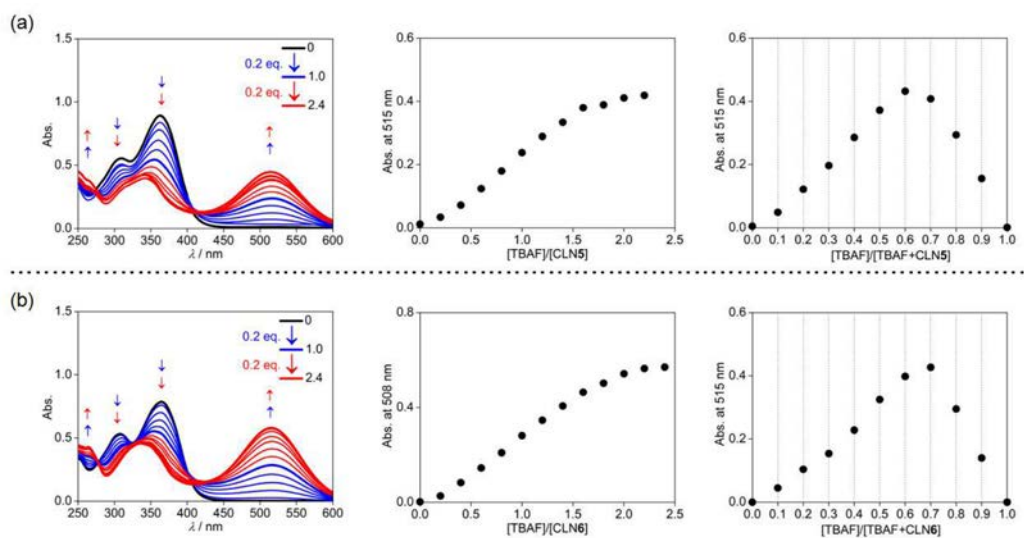 (a)
1.5
1.0
0.5
0.0
Abs.
250 300 350 400 450 500 550 600
λ / nm
0.2 eq.
0.2 eq.
0
1.0
2.4
0.6
0.4
0.2
0.0
Abs. at 515 nm
0.0 0.5 1.0 1.5 2.0 2.5
[TBAF]/[CLN5]
0.6
0.4
0.2
0.0
Abs. at 515 nm
0.0 0.1 0.2 0.3 0.4 0.5 0.6 0.7 0.8 0.9 1.0
[TBAF]/[TBAF+CLN5]
(b)
1.5
1.0
0.5
0.0
Abs.
250 300 350 400 450 500 550 600
λ / nm
0.2 eq.
0.2 eq.
0
1.0
2.4
0.8
0.4
0.0
Abs. at 508 nm
0.0 0.5 1.0 1.5 2.0 2.5
[TBAF]/[CLN6]
0.6
0.4
0.2
0.0
Abs. at 515 nm
0.0 0.1 0.2 0.3 0.4 0.5 0.6 0.7 0.8 0.9 1.0
[TBAF]/[TBAF+CLN6]